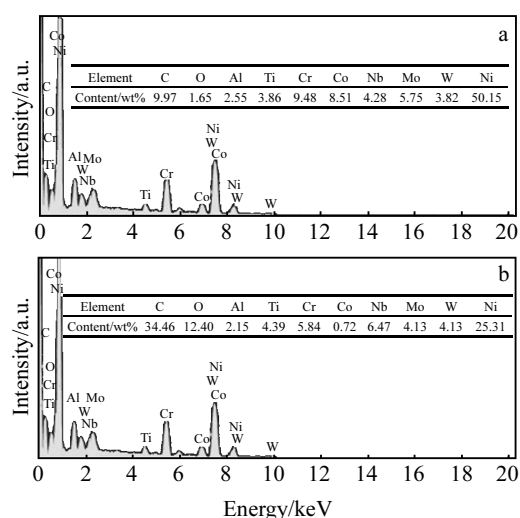 a
Element C O Al Ti Cr Co Nb Mo W Ni
Content/wt% 9.97 1.65 2.55 3.86 9.48 8.51 4.28 5.75 3.82 50.15
Intensity/a.u.
Co
Ni
C
O
Cr
Ti
Al
W
Mo
Nb
Ti
Cr
Co
Ni
W
Co
Ni
W
W
0 2 4 6 8 10 12 14 16 18 20
b
Element C O Al Ti Cr Co Nb Mo W Ni
Content/wt% 34.46 12.40 2.15 4.39 5.84 0.72 6.47 4.13 4.13 25.31
Intensity/a.u.
Co
Ni
C
O
Cr
Ti
Al
W
Mo
Nb
Ti
Cr
Co
Ni
W
Co
Ni
W
W
0 2 4 6 8 10 12 14 16 18 20
Energy/keV